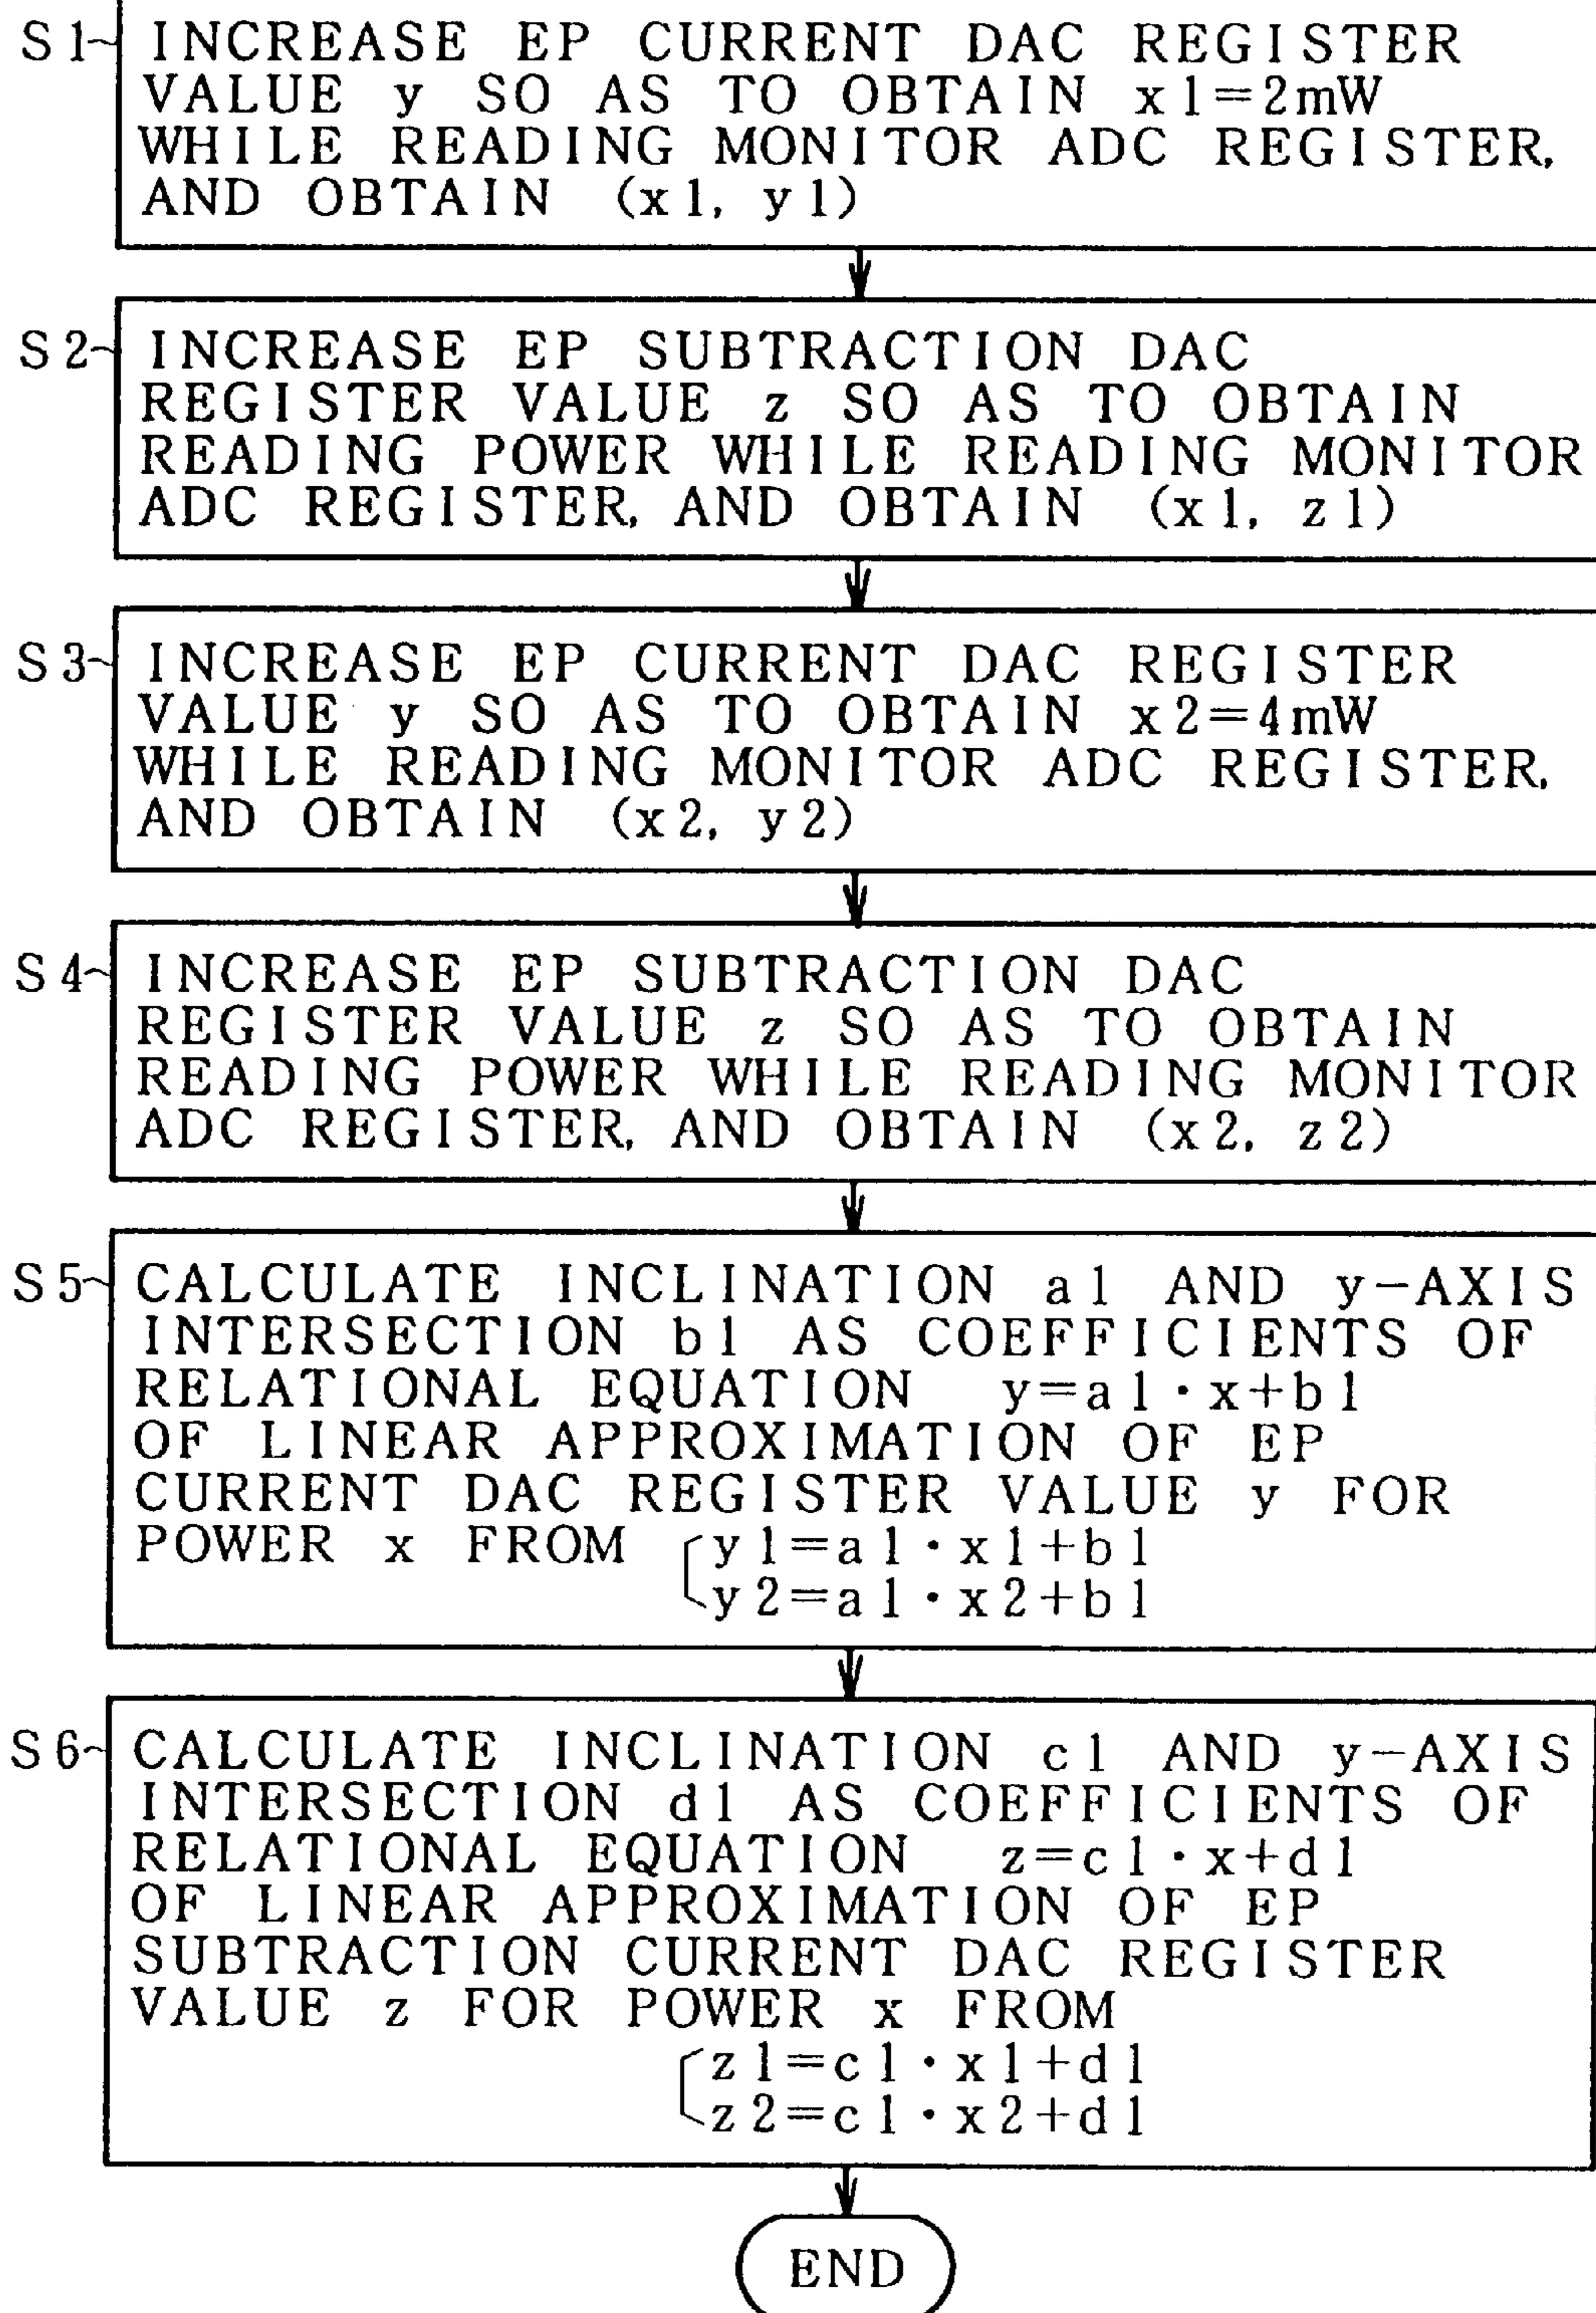 S1 INCREASE EP CURRENT DAC REGISTER
VALUE y SO AS TO OBTAIN x1=2mW
WHILE READING MONITOR ADC REGISTER,
AND OBTAIN (x1, y1)
S2 INCREASE EP SUBTRACTION DAC
REGISTER VALUE z SO AS TO OBTAIN
READING POWER WHILE READING MONITOR
ADC REGISTER, AND OBTAIN (x1, z1)
S3 INCREASE EP CURRENT DAC REGISTER
VALUE y SO AS TO OBTAIN x2=4mW
WHILE READING MONITOR ADC REGISTER,
AND OBTAIN (x2, y2)
S4 INCREASE EP SUBTRACTION DAC
REGISTER VALUE z SO AS TO OBTAIN
READING POWER WHILE READING MONITOR
ADC REGISTER, AND OBTAIN (x2, z2)
S5 CALCULATE INCLINATION a1 AND y-AXIS
INTERSECTION b1 AS COEFFICIENTS OF
RELATIONAL EQUATION y=a1·x+b1
OF LINEAR APPROXIMATION OF EP
CURRENT DAC REGISTER VALUE y FOR
POWER x FROM y1=a1·x1+b1
y2=a1·x2+b1
S6 CALCULATE INCLINATION c1 AND y-AXIS
INTERSECTION d1 AS COEFFICIENTS OF
RELATIONAL EQUATION z=c1·x+d1
OF LINEAR APPROXIMATION OF EP
SUBTRACTION CURRENT DAC REGISTER
VALUE z FOR POWER x FROM
z1=c1·x1+d1
z2=c1·x2+d1
END